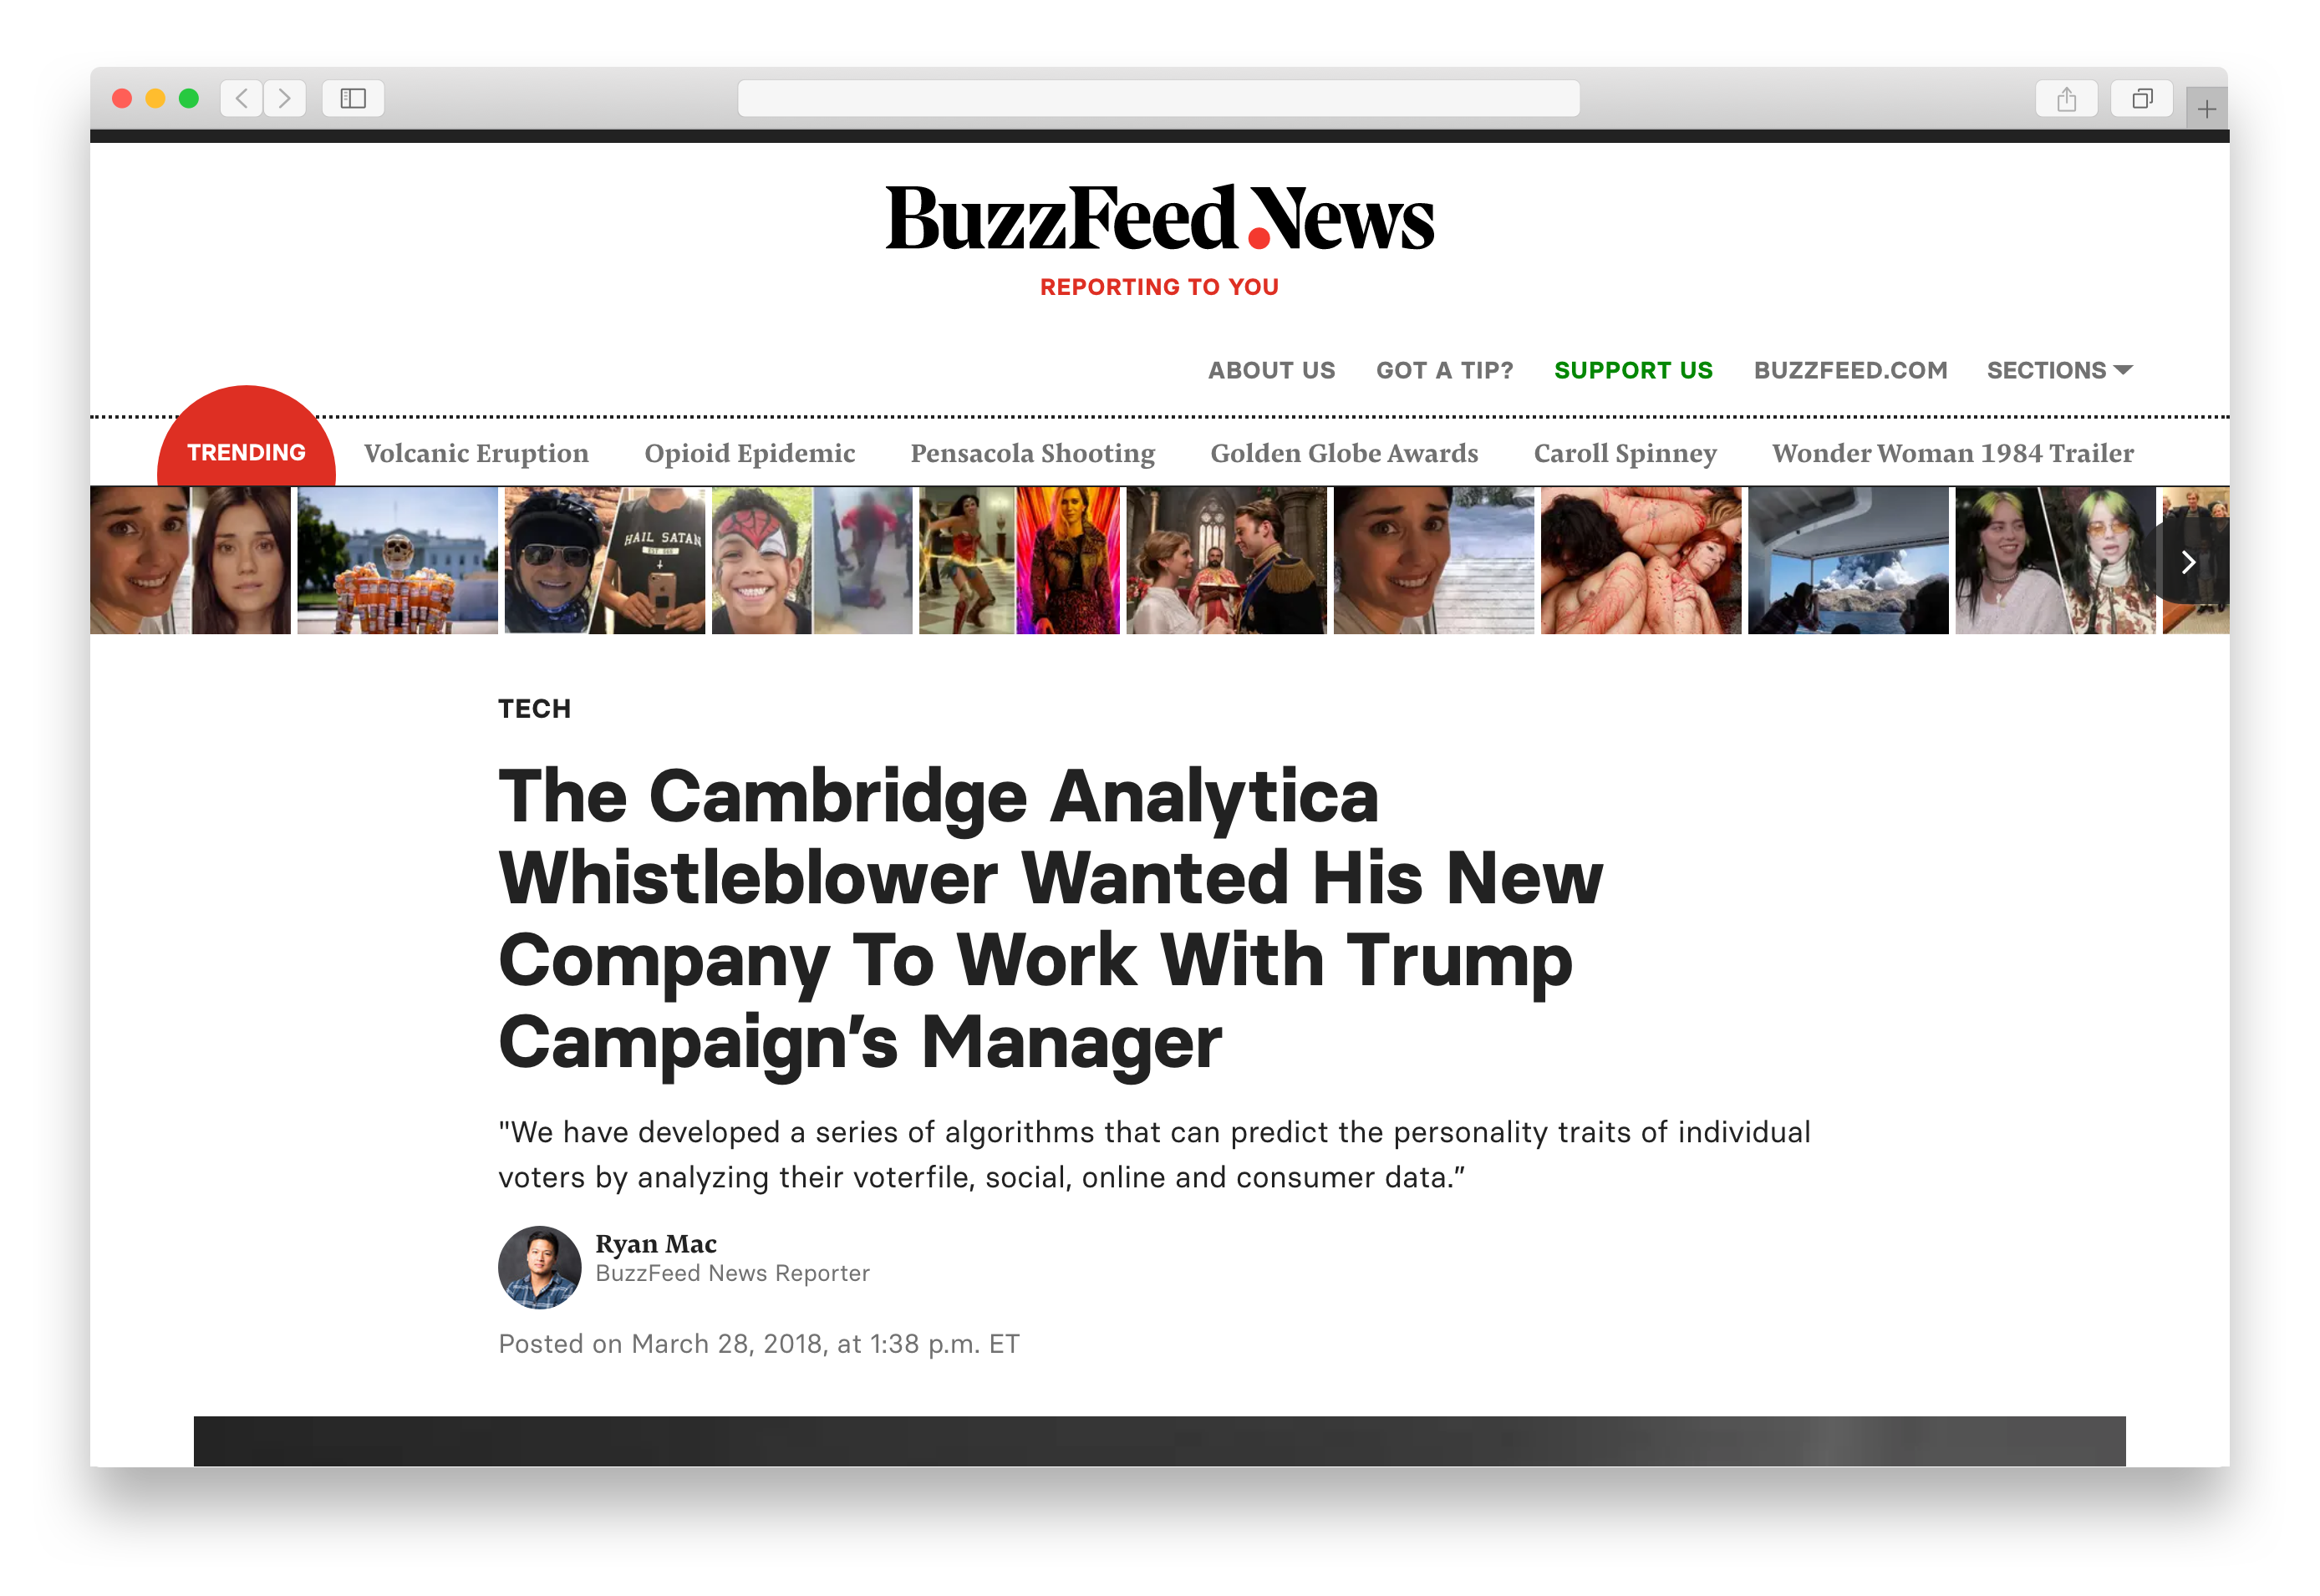 BuzzFeed News
REPORTING TO YOU
ABOUT US GOT A TIP? SUPPORT US BUZZFEED.COM SECTIONS
TRENDING Volcanic Eruption Opioid Epidemic Pensacola Shooting Golden Globe Awards Caroll Spinney Wonder Woman 1984 Trailer
HAIL SATAN
TECH
The Cambridge Analytica
Whistleblower Wanted His New
Company To Work With Trump
Campaign’s Manager
"We have developed a series of algorithms that can predict the personality traits of individual
voters by analyzing their voterfile, social, online and consumer data.”
Ryan Mac
BuzzFeed News Reporter
Posted on March 28, 2018, at 1:38 p.m. ET